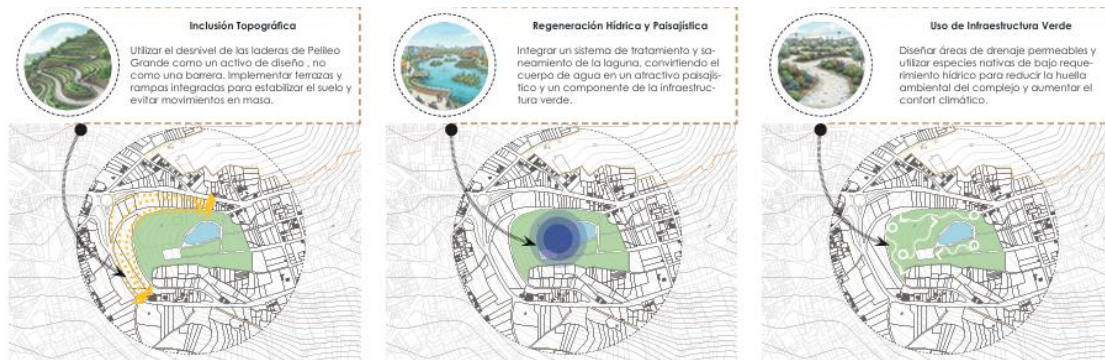 Inclusión Topográfica
Utilizar el desnivel de las laderas de Pelileo
Grande como un activo de diseño , no
como una barrera. Implementar terrazas y
rampas integradas para estabilizar el suelo y
evitar movimientos en masa.
Regeneración Hídrica y Paisajística
Integrar un sistema de tratamiento y sa-
neamiento de la laguna, convirtiendo el
cuerpo de agua en un atractivo paisajís-
tico y un componente de la infraestruc-
tura verde.
Uso de Infraestructura Verde
Diseñar áreas de drenaje permeables y
utilizar especies nativas de bajo reque-
rimiento hídrico para reducir la huella
ambiental del complejo y aumentar el
confort climático.